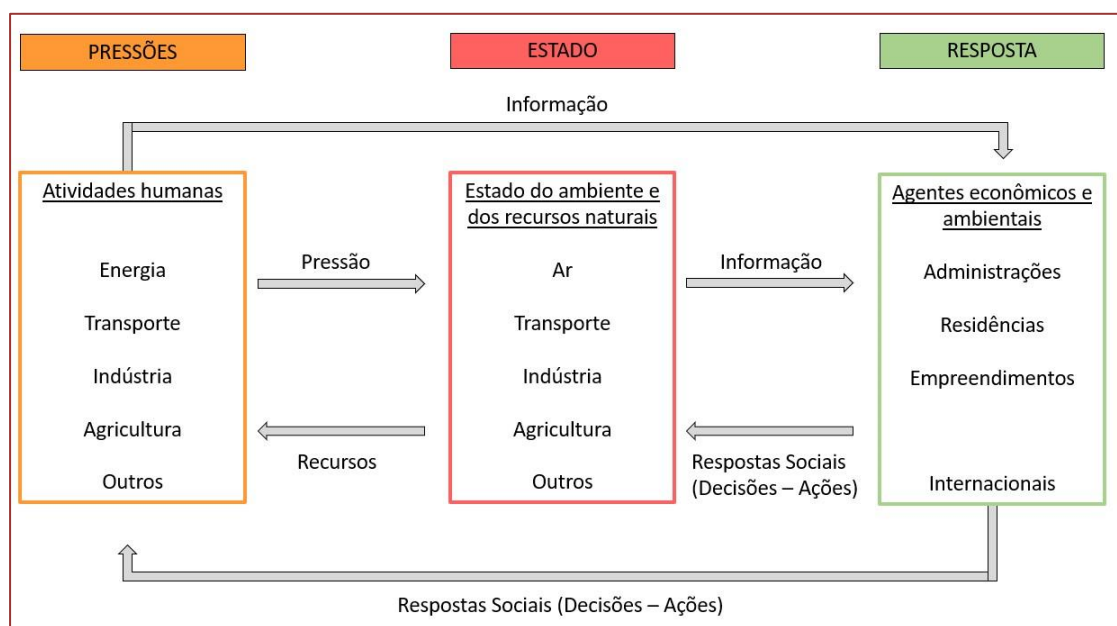 PRESSÕES
ESTADO
RESPOSTA
Informação
Atividades humanas
Energia
Transporte
Indústria
Agricultura
Outros
Pressão
Recursos
Estado do ambiente e
dos recursos naturais
Ar
Transporte
Indústria
Agricultura
Outros
Informação
Respostas Sociais
(Decisões – Ações)
Agentes econômicos e
ambientais
Administrações
Residências
Empreendimentos
Internacionais
Respostas Sociais (Decisões – Ações)